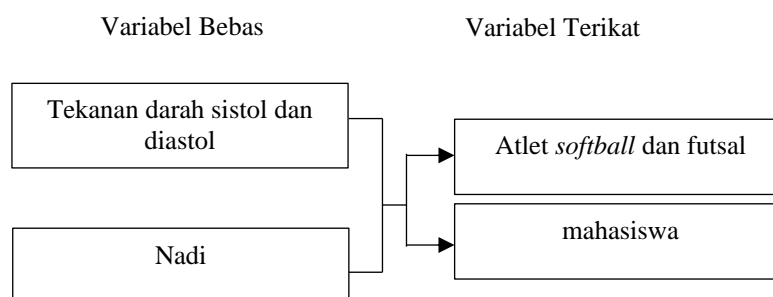 Variabel Bebas
Variabel Terikat
Tekanan darah sistol dan
diastol
Nadi
Atlet softball dan futsal
mahasiswa